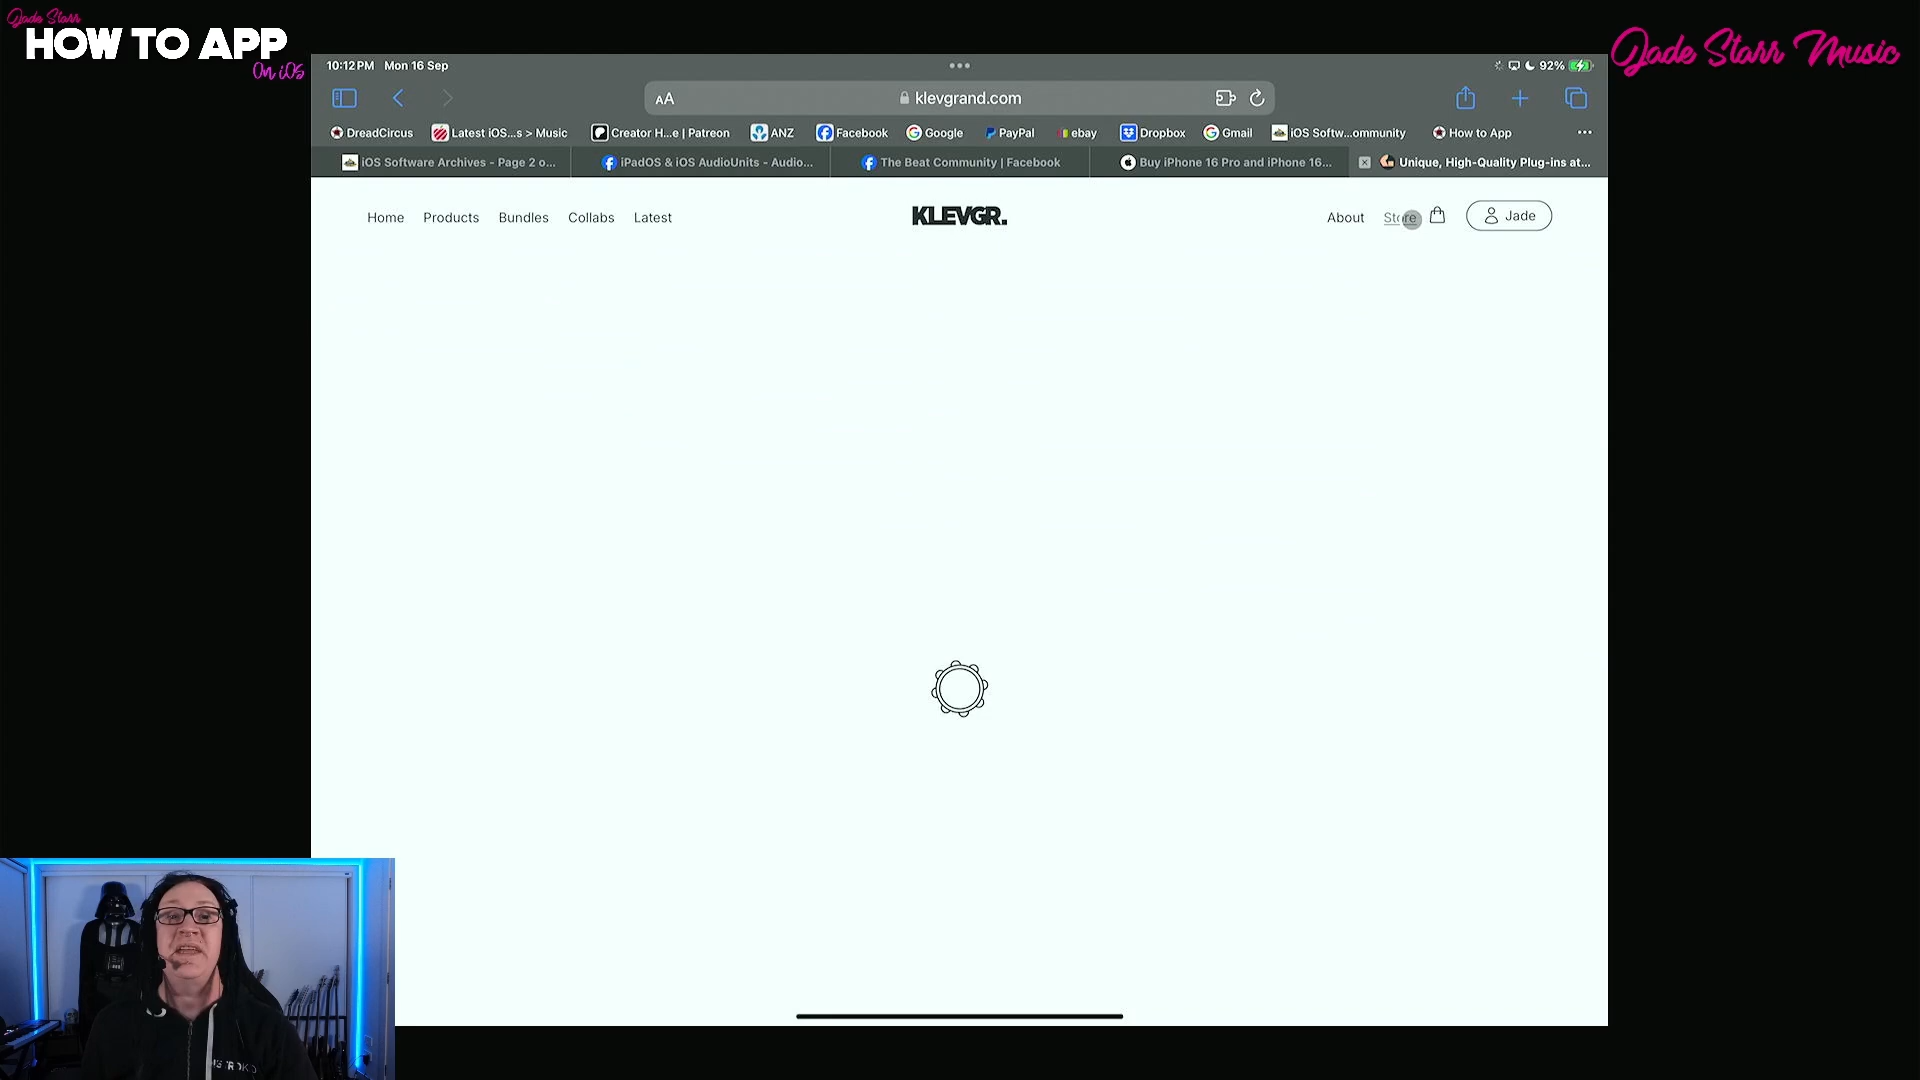 Jade Starr
HOW TO APP
On iOS
Jade Starr Music
10:12 PM Mon 16 Sep
92%
AA
klevgrand.com
DreadCircus
Latest iOS...s > Music
Creator H...e | Patreon
ANZ
Facebook
Google
PayPal
ebay
Dropbox
Gmail
iOS Softw...ommunity
How to App
iOS Software Archives - Page 2 o...
iPadOS & iOS AudioUnits - Audio...
The Beat Community | Facebook
Buy iPhone 16 Pro and iPhone 16...
Unique, High-Quality Plug-ins at...
Home
Products
Bundles
Collabs
Latest
KLEVGR.
About
Store
Jade